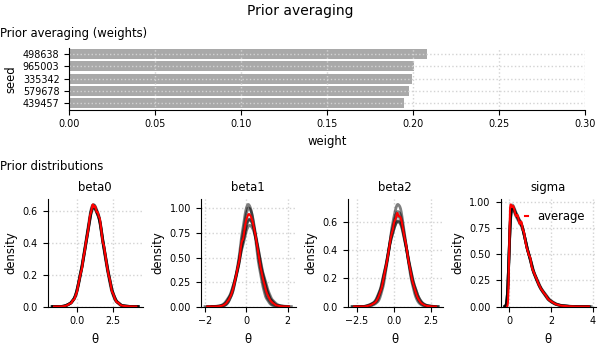 Prior averaging
Prior averaging (weights)
seed
498638
965003
335342
579678
439457
0.00 0.05 0.10 0.15 0.20 0.25 0.30
weight
Prior distributions
beta0 beta1 beta2 sigma
density
0.6
0.4
0.2
0.0
0.0 2.5
θ
density
1.00
0.75
0.50
0.25
0.00
−2 0 2
θ
density
0.6
0.4
0.2
0.0
−2.5 0.0 2.5
θ
density
1.00
0.75
0.50
0.25
0.00
0 2 4
θ
average